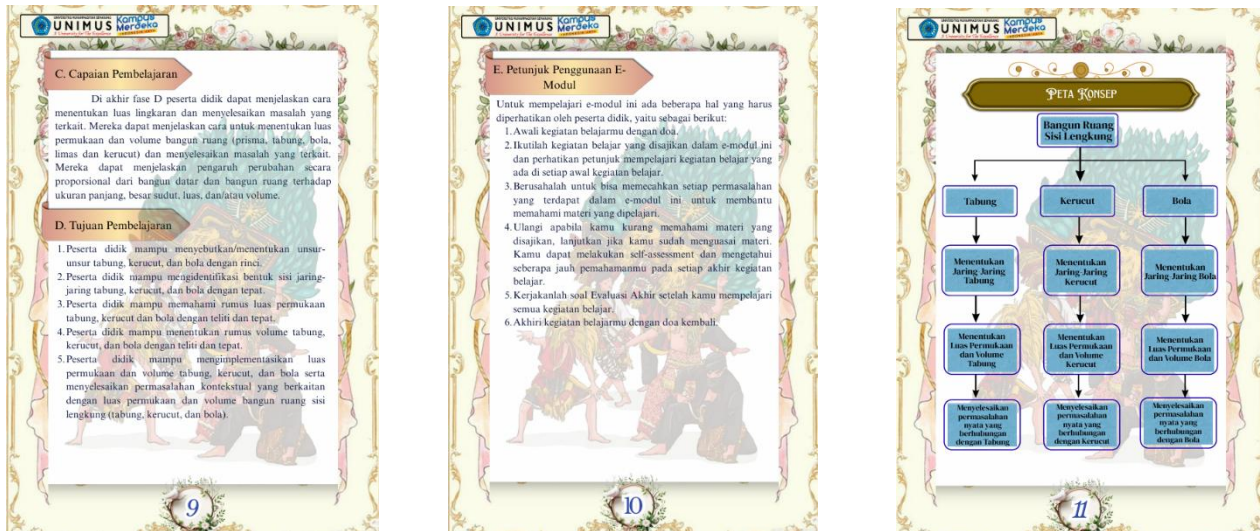 UNIMUS
Kampus
Merdeka
C. Capaian Pembelajaran
Di akhir fase D peserta didik dapat menjelaskan cara
menentukan luas lingkaran dan menyelesaikan masalah yang
terkait. Mereka dapat menjelaskan cara untuk menentukan luas
permukaan dan volume bangun ruang (prisma, tabung, bola,
limas dan kerucut) dan menyelesaikan masalah yang terkait.
Mereka dapat menjelaskan pengaruh perubahan secara
proporsional dari bangun datar dan bangun ruang terhadap
ukuran panjang, besar sudut, luas, dan/atau volume.
D. Tujuan Pembelajaran
1. Peserta didik mampu menyebutkan/menentukan unsur-
unsur tabung, kerucut, dan bola dengan rinci.
2. Peserta didik mampu mengidentifikasi bentuk sisi jaring-
jaring tabung, kerucut, dan bola dengan tepat.
3. Peserta didik mampu memahami rumus luas permukaan
tabung, kerucut dan bola dengan teliti dan tepat.
4. Peserta didik mampu menentukan rumus volume tabung,
kerucut, dan bola dengan teliti dan tepat.
5. Peserta didik mampu mengimplementasikan luas
permukaan dan volume tabung, kerucut, dan bola serta
menyelesaikan permasalahan kontekstual yang berkaitan
dengan luas permukaan dan volume bangun ruang sisi
lengkung (tabung, kerucut, dan bola).
9
UNIMUS
Kampus
Merdeka
E. Petunjuk Penggunaan E-
Modul
Untuk mempelajari e-modul ini ada beberapa hal yang harus
diperhatikan oleh peserta didik, yaitu sebagai berikut:
1. Awali kegiatan belajarmu dengan doa.
2. Ikutilah kegiatan belajar yang disajikan dalam e-modul ini
dan perhatikan petunjuk mempelajari kegiatan belajar yang
ada di setiap awal kegiatan belajar.
3. Berusahalah untuk bisa memecahkan setiap permasalahan
yang terdapat dalam e-modul ini untuk membantu
memahami materi yang dipelajari.
4. Ulangi apabila kamu kurang memahami materi yang
disajikan, lanjutkan jika kamu sudah menguasai materi.
Kamu dapat melakukan self-assessment dan mengetahui
seberapa jauh pemahamanmu pada setiap akhir kegiatan
belajar.
5. Kerjakanlah soal Evaluasi Akhir setelah kamu mempelajari
semua kegiatan belajar.
6. Akhiri kegiatan belajarmu dengan doa kembali.
10
UNIMUS
Kampus
Merdeka
PETA KONSEP
Bangun Ruang
Sisi Lengkung
Tabung
Kerucut
Bola
Menentukan
Jaring-Jaring
Tabung
Menentukan
Jaring-Jaring
Kerucut
Menentukan
Jaring-Jaring Bola
Menentukan
Luas Permukaan
dan Volume
Tabung
Menentukan
Luas Permukaan
dan Volume
Kerucut
Menentukan
Luas Permukaan
dan Volume Bola
Menyelesaikan
permasalahan
nyata yang
berhubungan
dengan Tabung
Menyelesaikan
permasalahan
nyata yang
berhubungan
dengan Kerucut
Menyelesaikan
permasalahan
nyata yang
berhubungan
dengan Bola
11